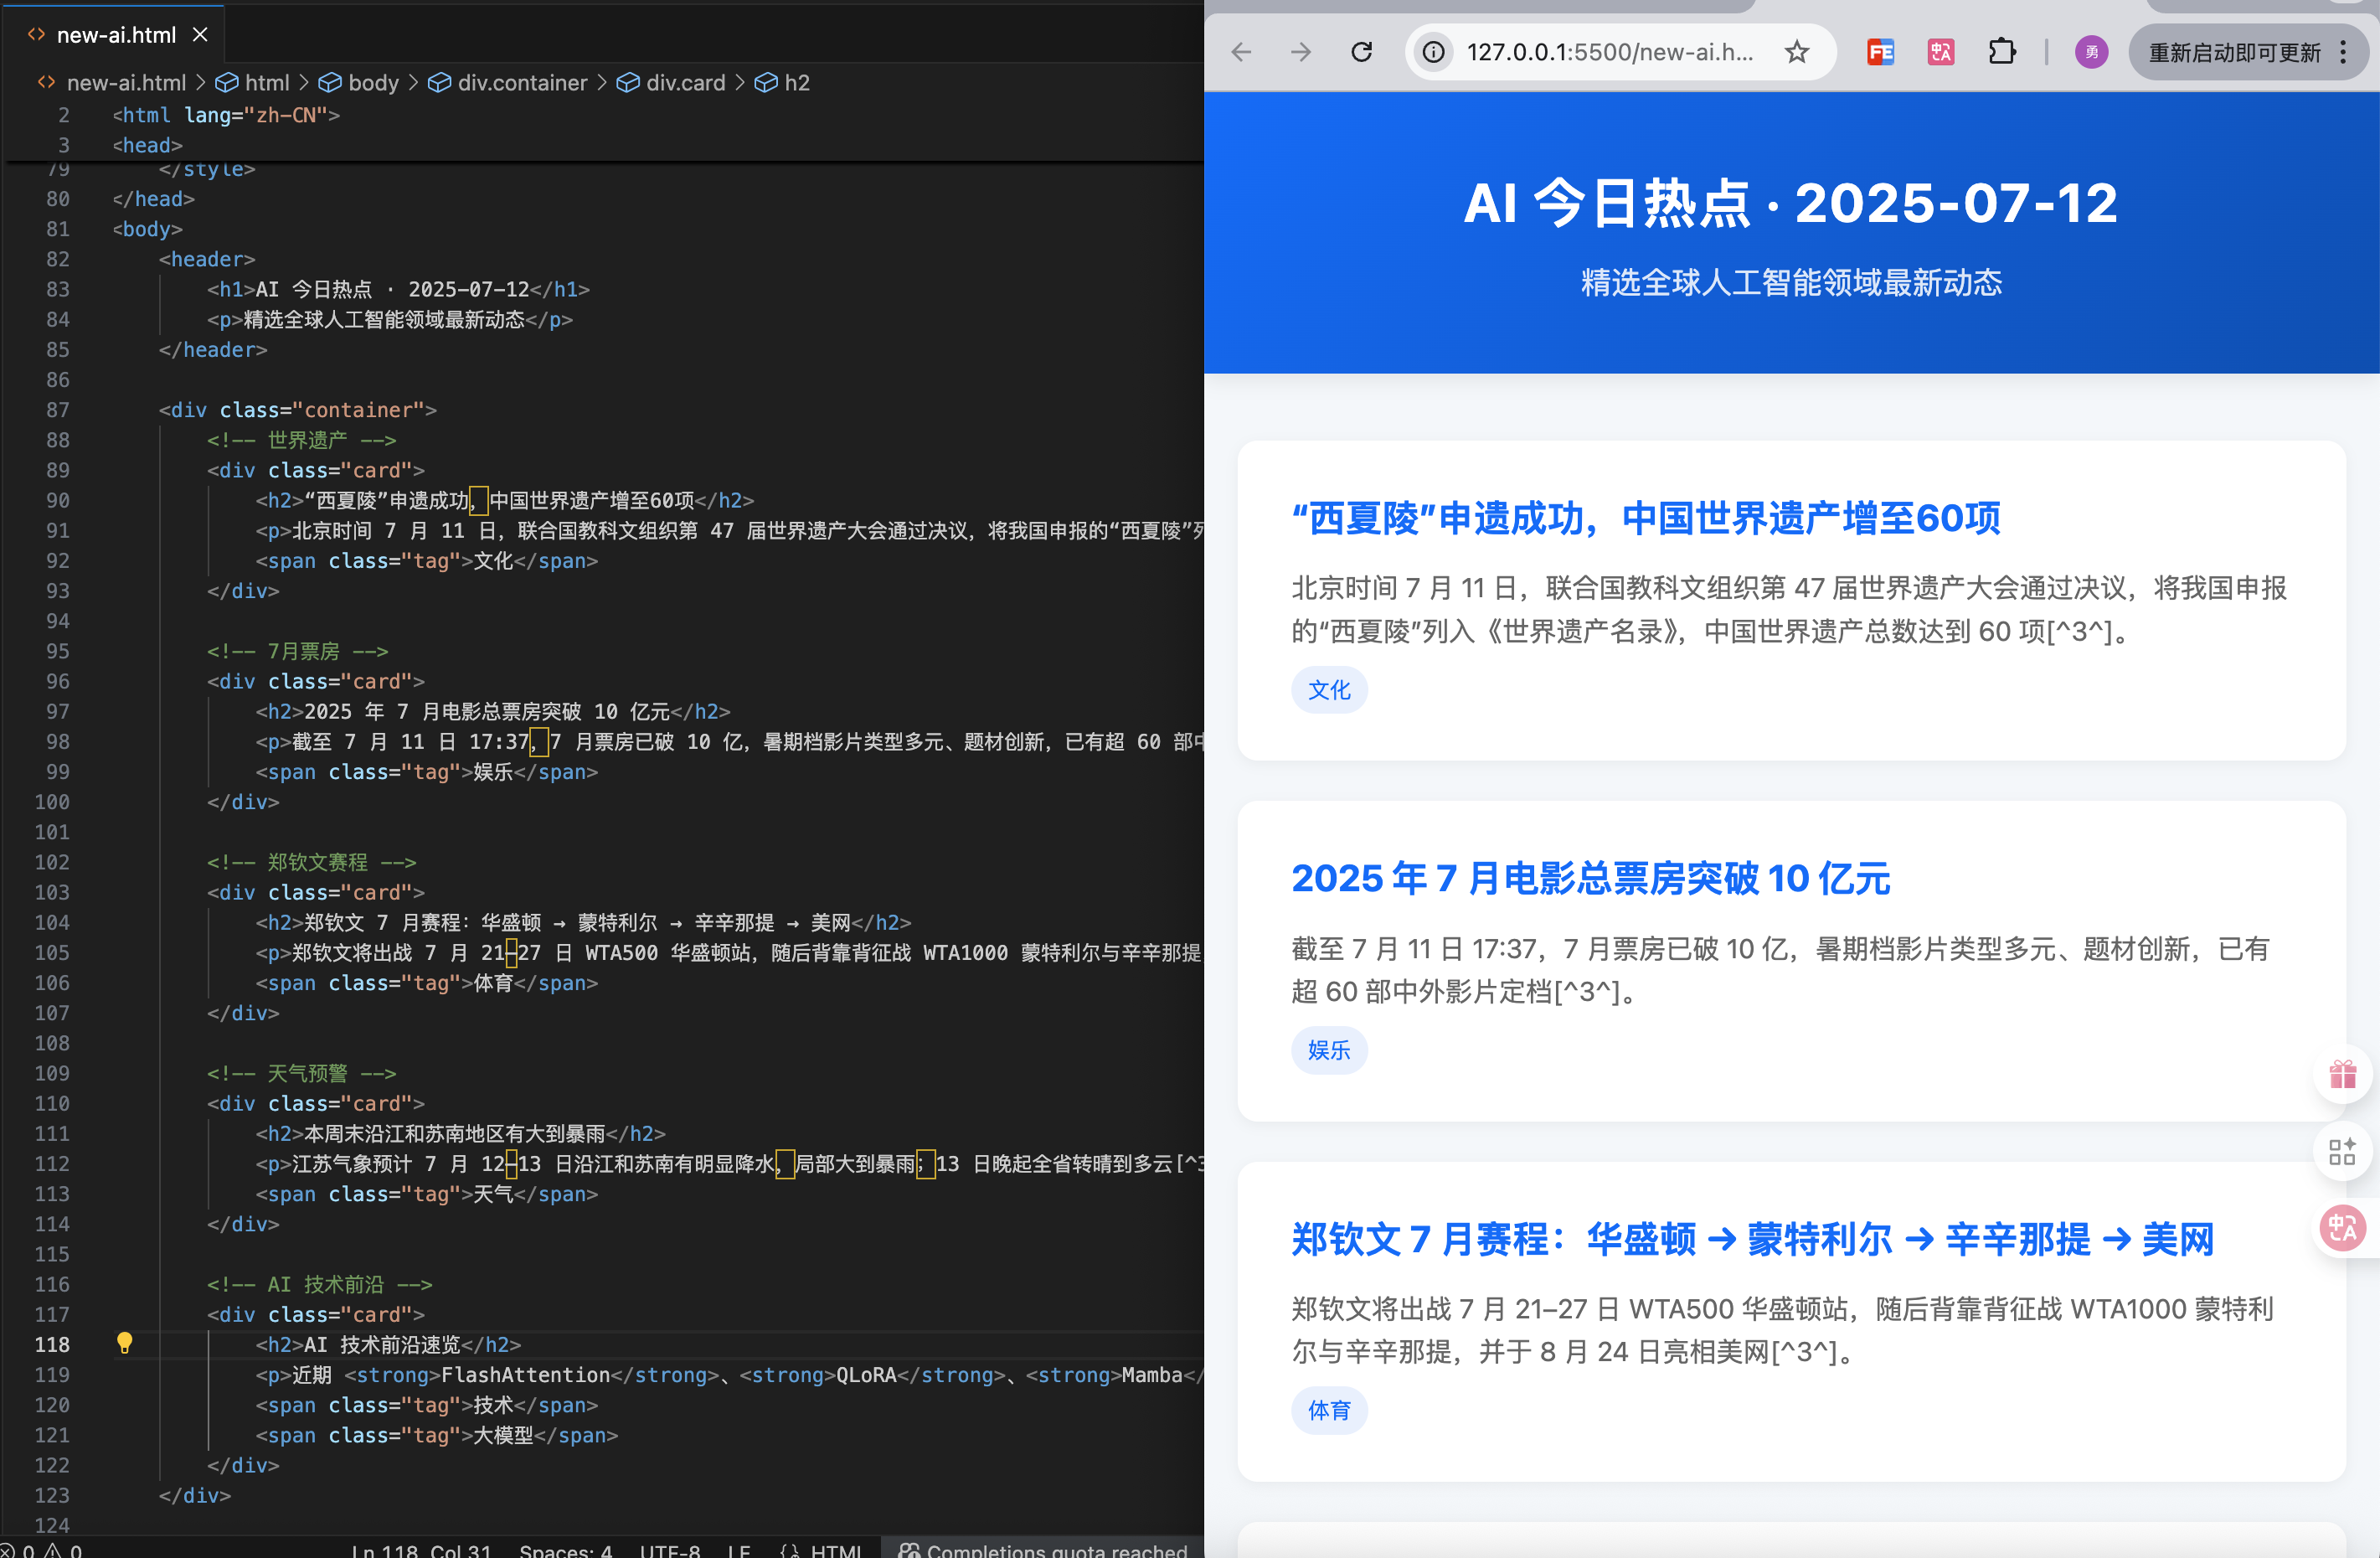 new-ai.html
new-ai.html > html > body > div.container > div.card > h2
2 <html lang="zh-CN">
3 <head>
79 </style>
80 </head>
81 <body>
82 <header>
83 <h1>AI 今日热点 · 2025-07-12</h1>
84 <p>精选全球人工智能领域最新动态</p>
85 </header>
86
87 <div class="container">
88 <!-- 世界遗产 -->
89 <div class="card">
90 <h2>“西夏陵”申遗成功，中国世界遗产增至60项</h2>
91 <p>北京时间 7 月 11 日，联合国教科文组织第 47 届世界遗产大会通过决议，将我国申报的“西夏陵”列
92 <span class="tag">文化</span>
93 </div>
94
95 <!-- 7月票房 -->
96 <div class="card">
97 <h2>2025 年 7 月电影总票房突破 10 亿元</h2>
98 <p>截至 7 月 11 日 17:37，7 月票房已破 10 亿，暑期档影片类型多元、题材创新，已有超 60 部中
99 <span class="tag">娱乐</span>
100 </div>
101
102 <!-- 郑钦文赛程 -->
103 <div class="card">
104 <h2>郑钦文 7 月赛程：华盛顿 → 蒙特利尔 → 辛辛那提 → 美网</h2>
105 <p>郑钦文将出战 7 月 21–27 日 WTA500 华盛顿站，随后背靠背征战 WTA1000 蒙特利尔与辛辛那提
106 <span class="tag">体育</span>
107 </div>
108
109 <!-- 天气预警 -->
110 <div class="card">
111 <h2>本周末沿江和苏南地区有大到暴雨</h2>
112 <p>江苏气象预计 7 月 12–13 日沿江和苏南有明显降水，局部大到暴雨；13 日晚起全省转晴到多云[^3
113 <span class="tag">天气</span>
114 </div>
115
116 <!-- AI 技术前沿 -->
117 <div class="card">
118 <h2>AI 技术前沿速览</h2>
119 <p>近期 <strong>FlashAttention</strong>、<strong>QLoRA</strong>、<strong>Mamba</
120 <span class="tag">技术</span>
121 <span class="tag">大模型</span>
122 </div>
123 </div>
124
0 0 Ln 118, Col 31 Spaces: 4 UTF-8 LF {} HTML Completions quota reached
127.0.0.1:5500/new-ai.h... FE 中A 勇 重新启动即可更新
AI 今日热点 · 2025-07-12
精选全球人工智能领域最新动态
“西夏陵”申遗成功，中国世界遗产增至60项
北京时间 7 月 11 日，联合国教科文组织第 47 届世界遗产大会通过决议，将我国申报
的“西夏陵”列入《世界遗产名录》，中国世界遗产总数达到 60 项[^3^]。
文化
2025 年 7 月电影总票房突破 10 亿元
截至 7 月 11 日 17:37，7 月票房已破 10 亿，暑期档影片类型多元、题材创新，已有
超 60 部中外影片定档[^3^]。
娱乐
郑钦文 7 月赛程：华盛顿 → 蒙特利尔 → 辛辛那提 → 美网
郑钦文将出战 7 月 21–27 日 WTA500 华盛顿站，随后背靠背征战 WTA1000 蒙特利
尔与辛辛那提，并于 8 月 24 日亮相美网[^3^]。
体育
中A